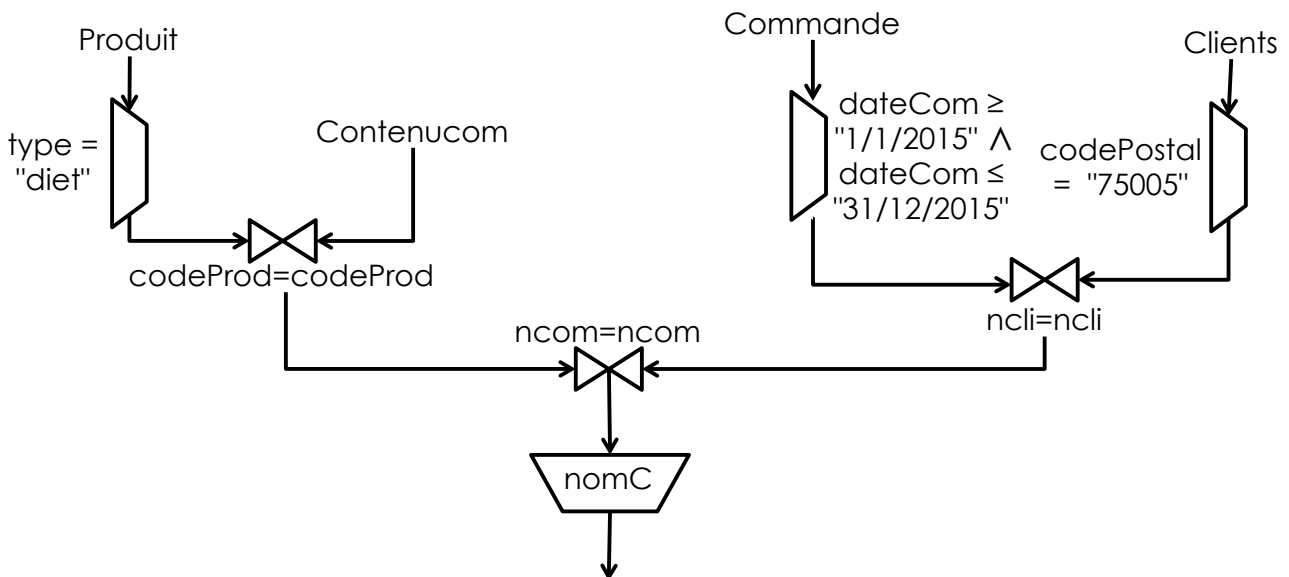 Produit
type =
"diet"
Contenucom
codeProd=codeProd
Commande
dateCom ≥
"1/1/2015" ∧
dateCom ≤
"31/12/2015"
Clients
codePostal
= "75005"
ncli=ncli
ncom=ncom
nomC